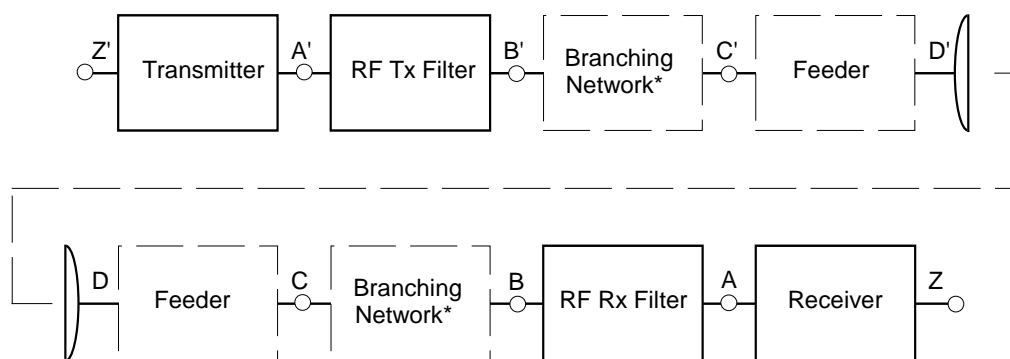 Z' A' B' C' D'
Transmitter RF Tx Filter Branching Network* Feeder
D C B A Z
Feeder Branching Network* RF Rx Filter Receiver